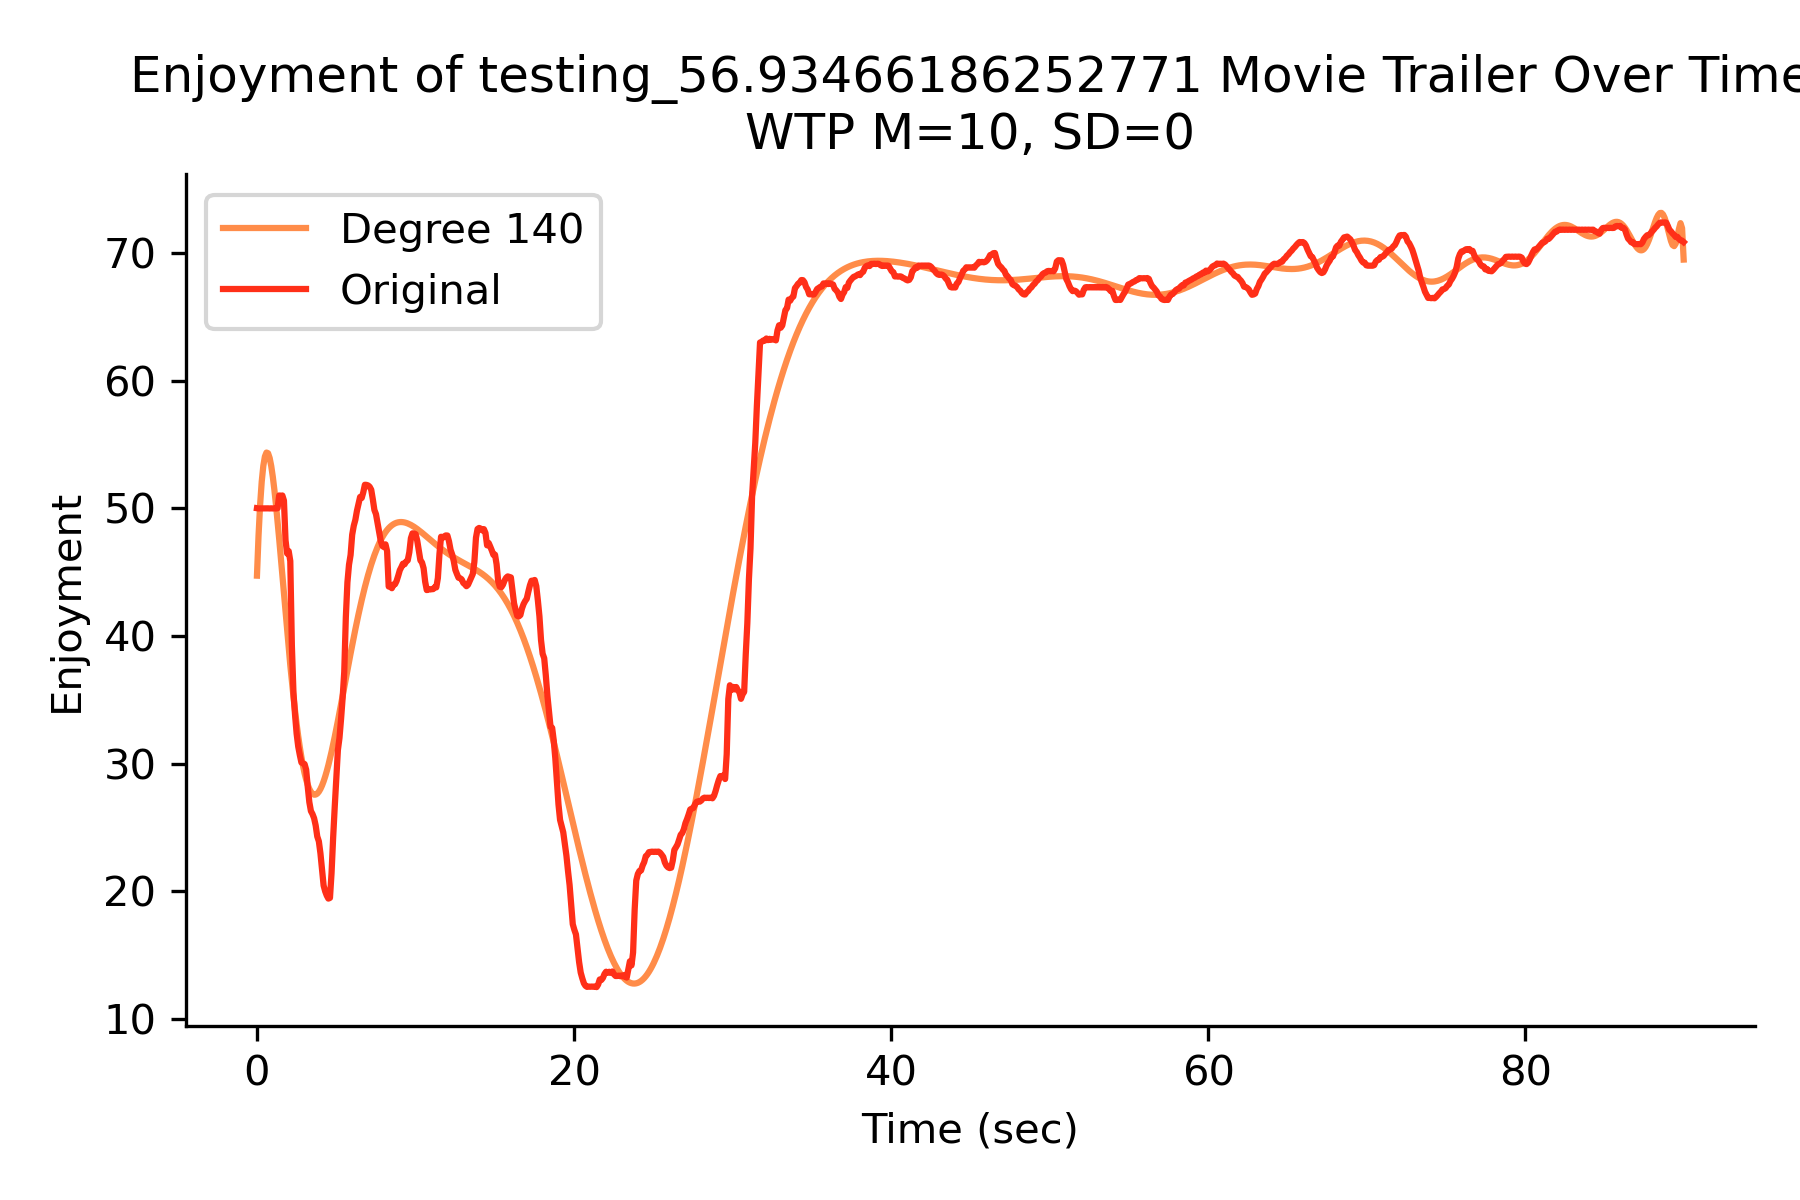 Enjoyment of testing_56.93466186252771 Movie Trailer Over Time
WTP M=10, SD=0
Degree 140
Original
70
60
50
40
30
20
10
Enjoyment
0 20 40 60 80
Time (sec)